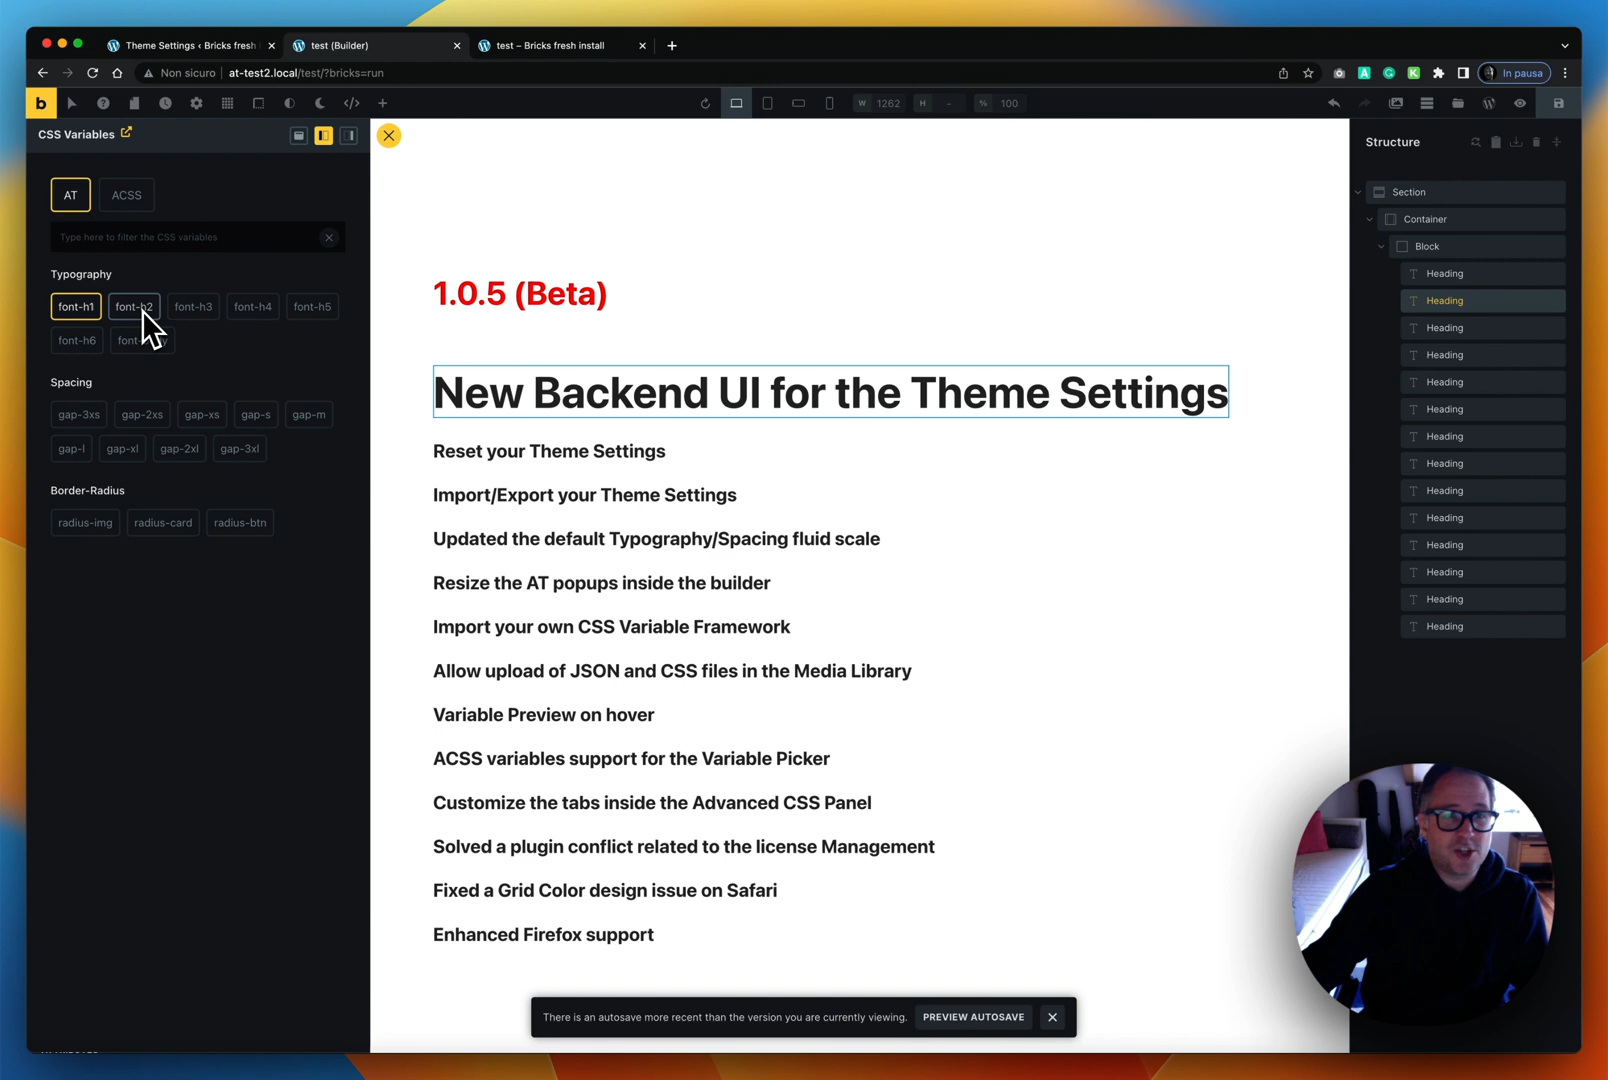 Theme Settings ‹ Bricks fresh
test (Builder)
test – Bricks fresh install
Non sicuro
at-test2.local/test/?bricks=run
In pausa
b
W 1262 H - % 100
CSS Variables
Structure
AT
ACSS
Type here to filter the CSS variables
Typography
font-h1 font-h2 font-h3 font-h4 font-h5
font-h6
Spacing
gap-3xs gap-2xs gap-xs gap-s gap-m
gap-l gap-xl gap-2xl gap-3xl
Border-Radius
radius-img radius-card radius-btn
1.0.5 (Beta)
New Backend UI for the Theme Settings
Reset your Theme Settings
Import/Export your Theme Settings
Updated the default Typography/Spacing fluid scale
Resize the AT popups inside the builder
Import your own CSS Variable Framework
Allow upload of JSON and CSS files in the Media Library
Variable Preview on hover
ACSS variables support for the Variable Picker
Customize the tabs inside the Advanced CSS Panel
Solved a plugin conflict related to the license Management
Fixed a Grid Color design issue on Safari
Enhanced Firefox support
There is an autosave more recent than the version you are currently viewing.
PREVIEW AUTOSAVE
Section
Container
Block
Heading
Heading
Heading
Heading
Heading
Heading
Heading
Heading
Heading
Heading
Heading
Heading
Heading
Heading